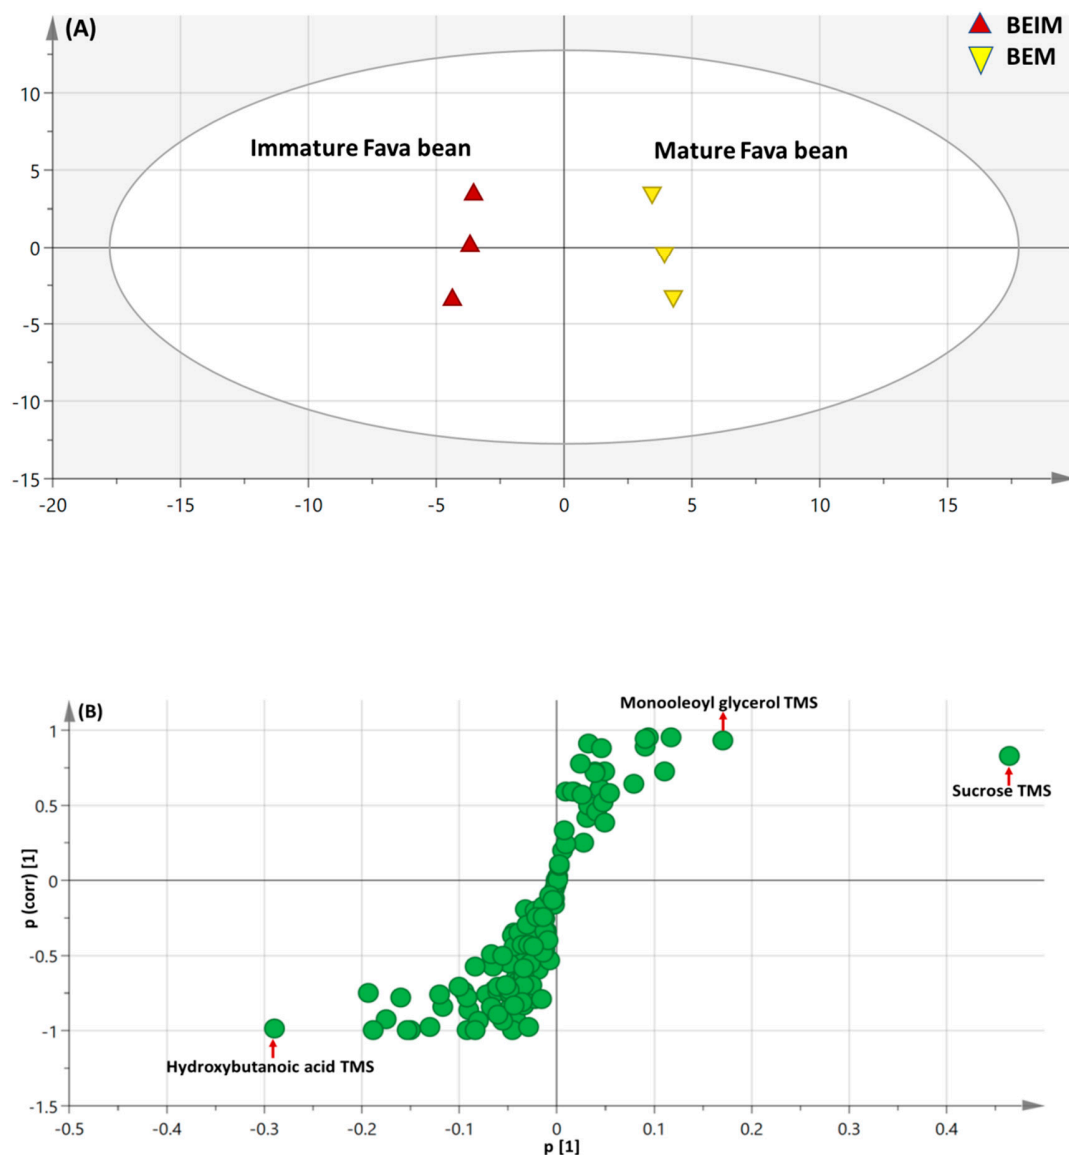 (A)
BEIM
BEM
Immature Fava bean
Mature Fava bean
10
5
0
-5
-10
-15
-20
-15
-10
-5
0
5
10
15
(B)
Monooleoyl glycerol TMS
Sucrose TMS
Hydroxybutanoic acid TMS
p (corr) [1]
1
0.5
0
-0.5
-1
-1.5
-0.5
-0.4
-0.3
-0.2
-0.1
0
0.1
0.2
0.3
0.4
p [1]